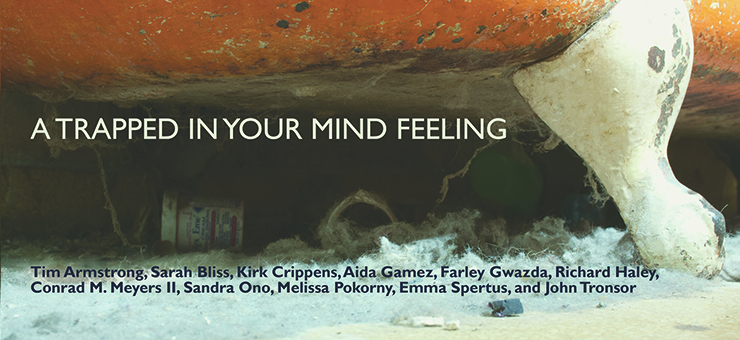 A TRAPPED IN YOUR MIND FEELING
Tim Armstrong, Sarah Bliss, Kirk Crippens, Aida Gamez, Farley Gwazda, Richard Haley,
Conrad M. Meyers II, Sandra Ono, Melissa Pokorny, Emma Spertus, and John Tronsor